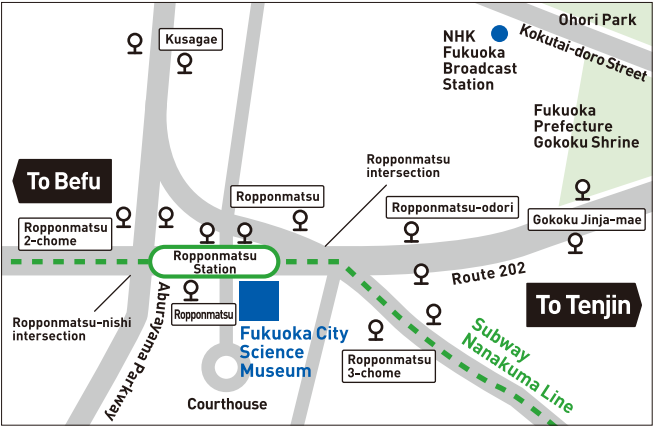 Ohori Park
Kokutai-doro Street
NHK
Fukuoka
Broadcast
Station
Kusagae
Fukuoka
Prefecture
Gokoku Shrine
Ropponmatsu
intersection
To Befu
Ropponmatsu
Ropponmatsu-odori
Gokoku Jinja-mae
Ropponmatsu
2-chome
Ropponmatsu
Station
Route 202
To Tenjin
Ropponmatsu
Ropponmatsu-nishi
intersection
Aburayama Parkway
Fukuoka City
Science
Museum
Subway
Nanakuma Line
Ropponmatsu
3-chome
Courthouse